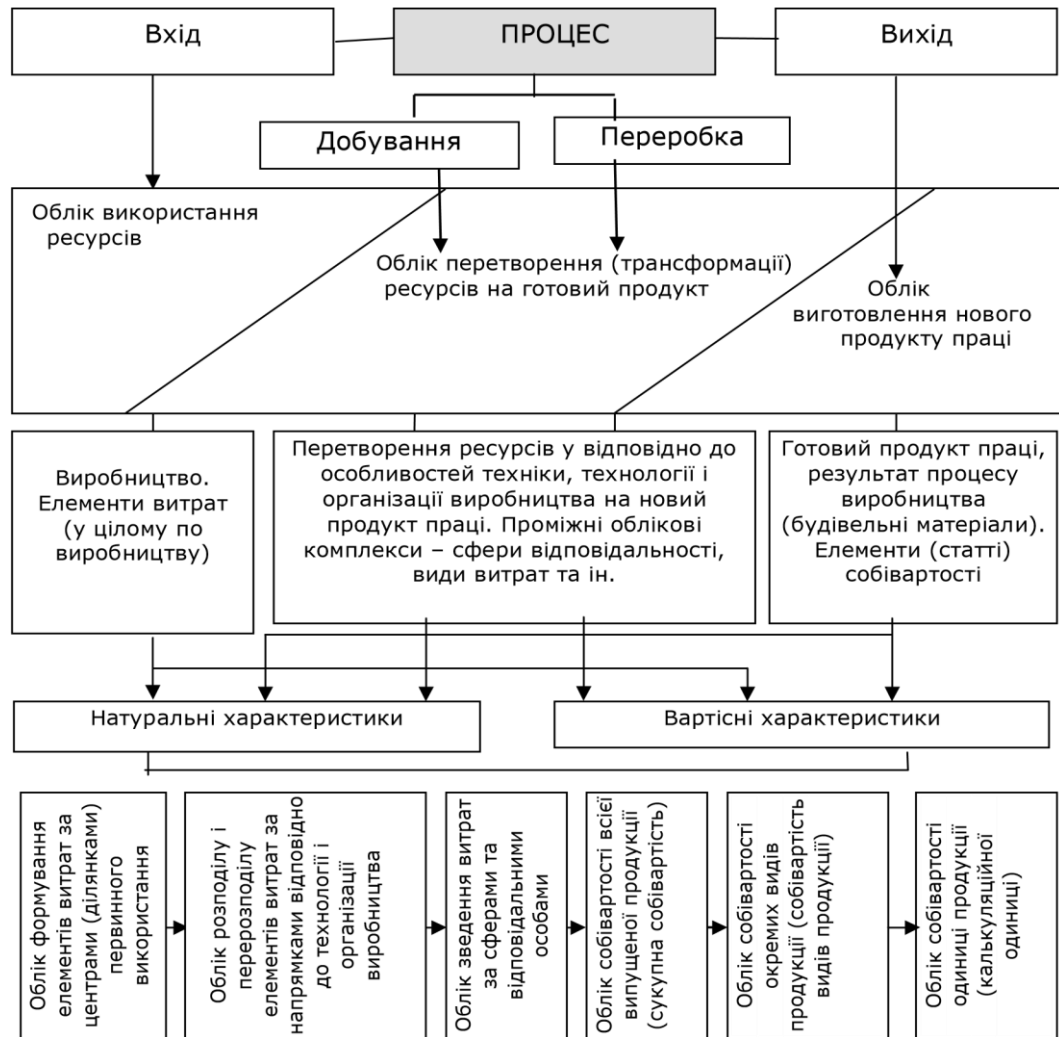 Вхід
ПРОЦЕС
Вихід
Добування
Переробка
Облік використання
ресурсів
Облік перетворення (трансформації)
ресурсів на готовий продукт
Облік
виготовлення нового
продукту праці
Виробництво.
Елементи витрат
(у цілому по
виробництву)
Перетворення ресурсів у відповідно до
особливостей техніки, технології і
організації виробництва на новий
продукт праці. Проміжні облікові
комплекси – сфери відповідальності,
види витрат та ін.
Готовий продукт праці,
результат процесу
виробництва
(будівельні матеріали).
Елементи (статті)
собівартості
Натуральні характеристики
Вартісні характеристики
Облік формування
елементів витрат за
центрами (ділянками)
первинного
використання
Облік розподілу і
перерозподілу
елементів витрат за
напрямками відповідно
до технології і
організації
виробництва
Облік зведення витрат
за сферами та
відповідальними
особами
Облік собівартості всієї
випущеної продукції
(сукупна собівартість)
Облік собівартості
окремих видів
продукції (собівартість
видів продукції)
Облік собівартості
одиниці продукції
(калькуляційної
одиниці)